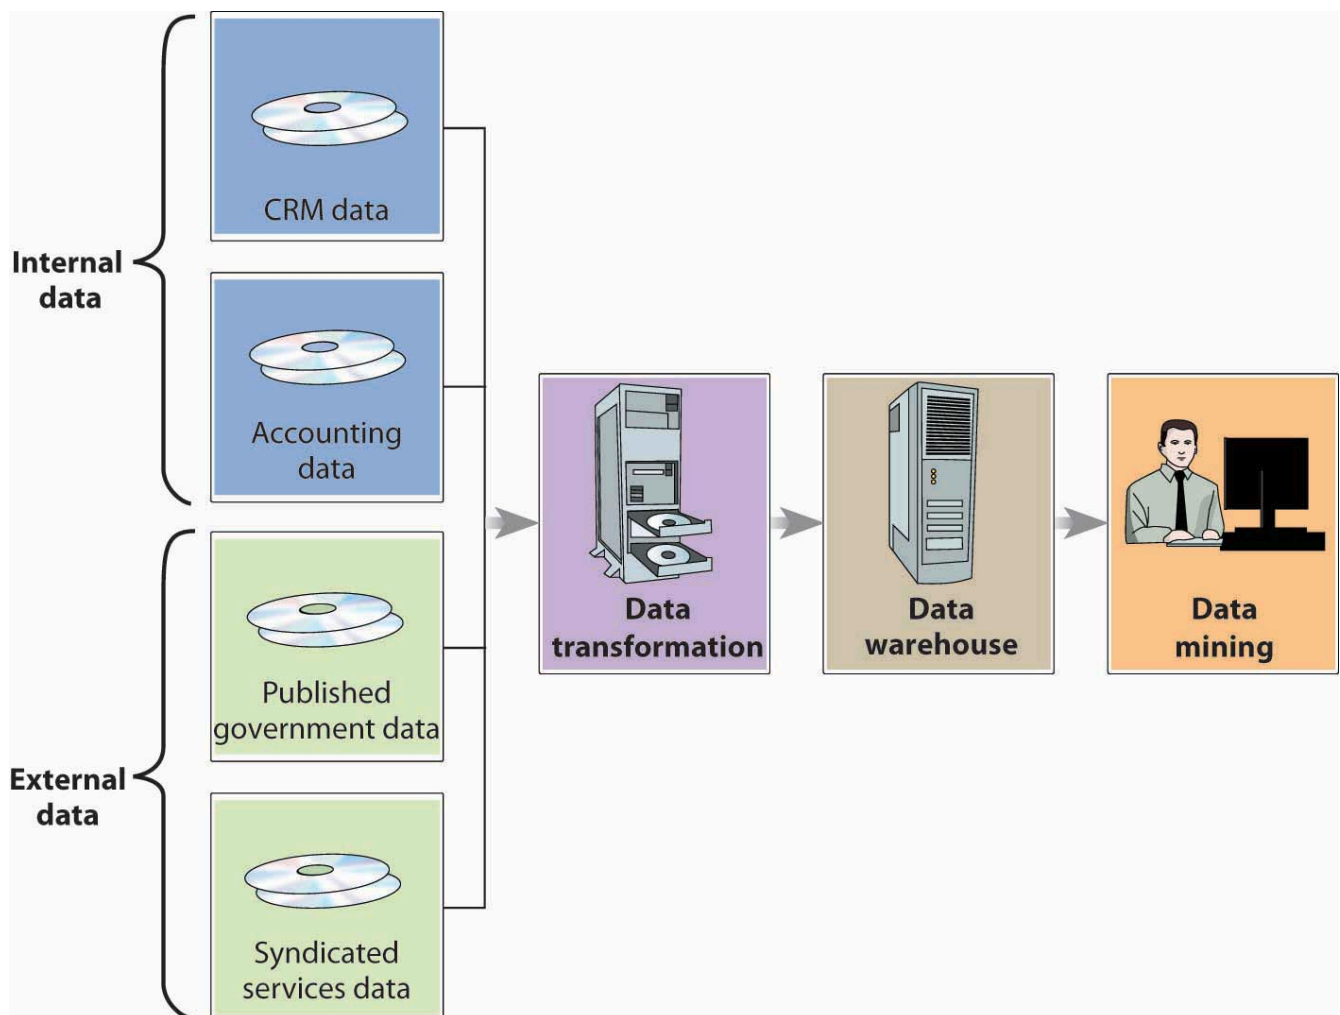 Internal
data
CRM data
Accounting
data
External
data
Published
government data
Syndicated
services data
Data
transformation
Data
warehouse
Data
mining